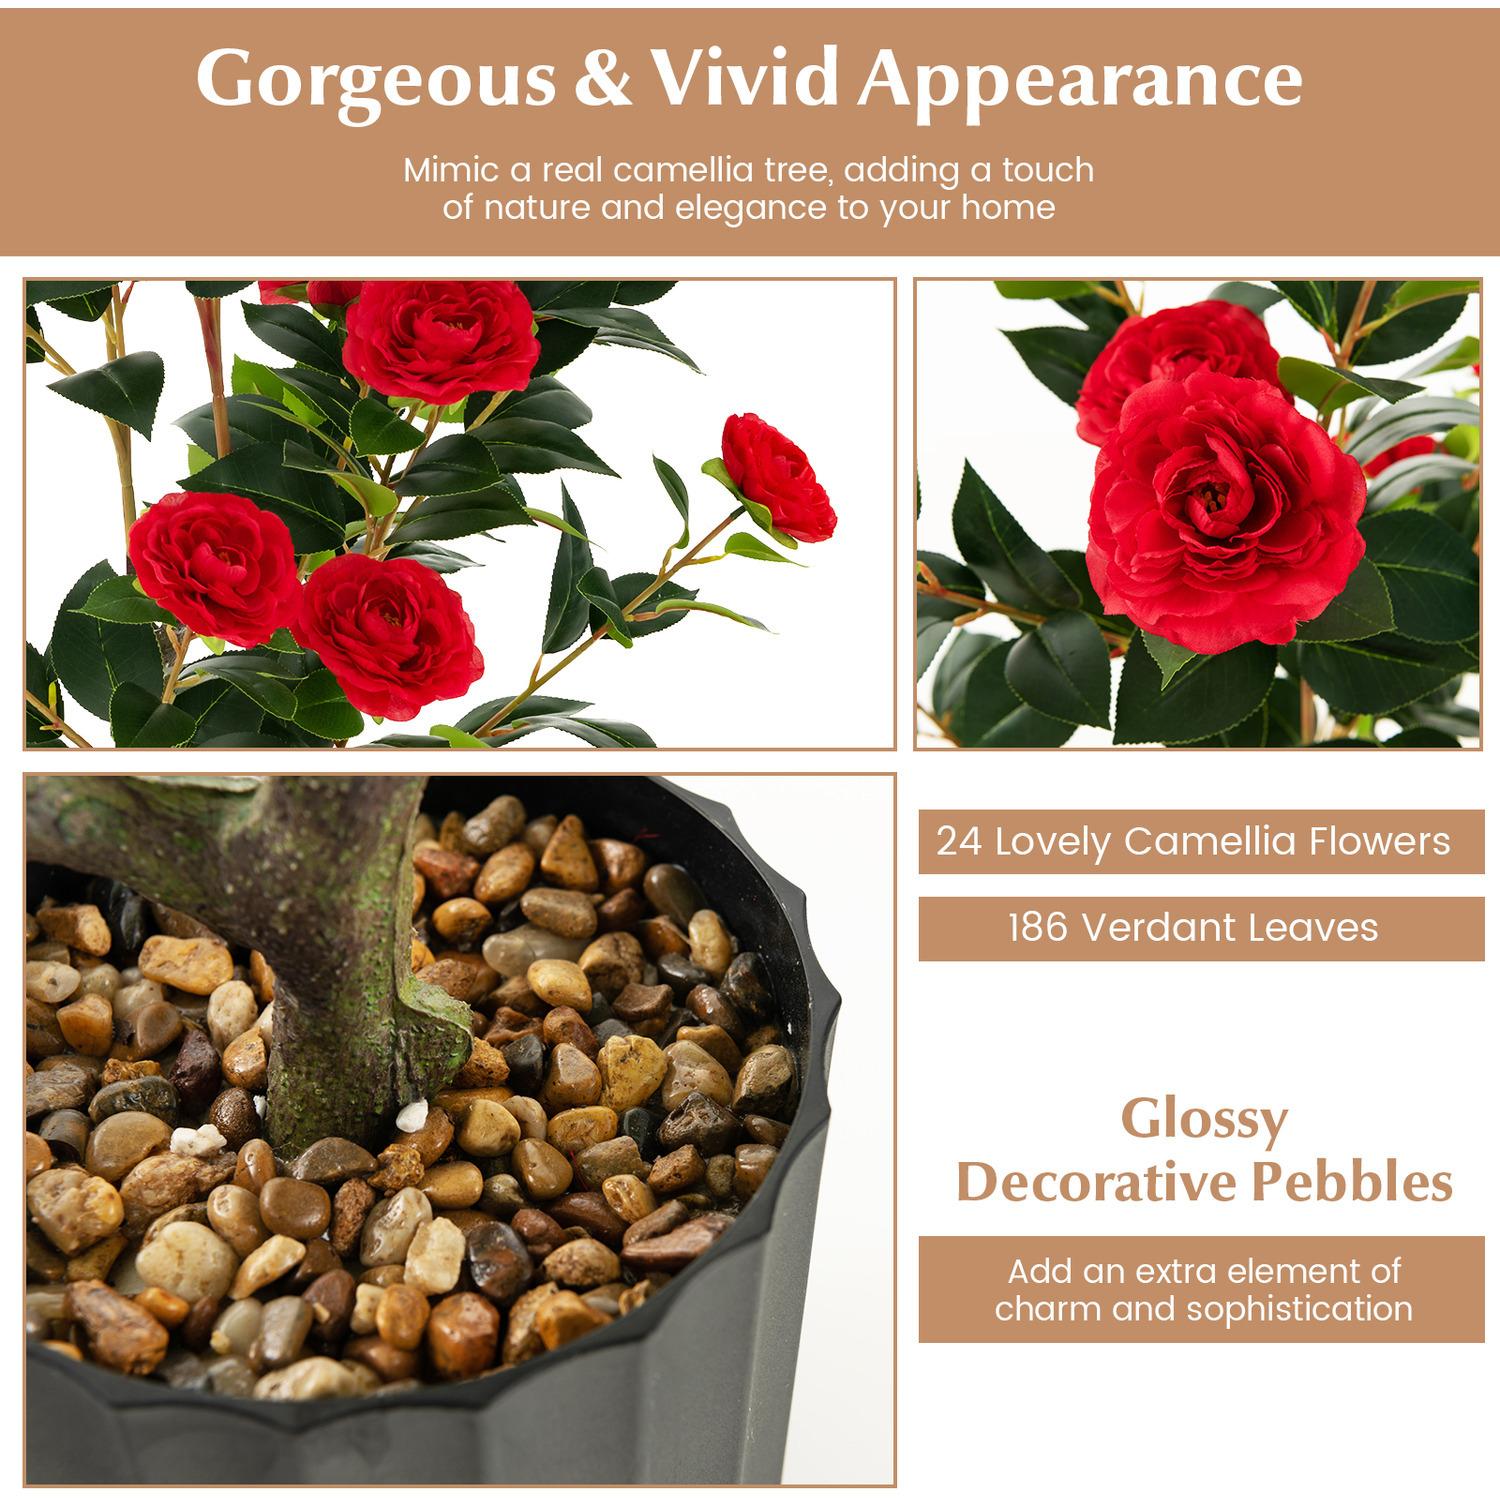 Gorgeous & Vivid Appearance
Mimic a real camellia tree, adding a touch
of nature and elegance to your home
24 Lovely Camellia Flowers
186 Verdant Leaves
Glossy
Decorative Pebbles
Add an extra element of
charm and sophistication